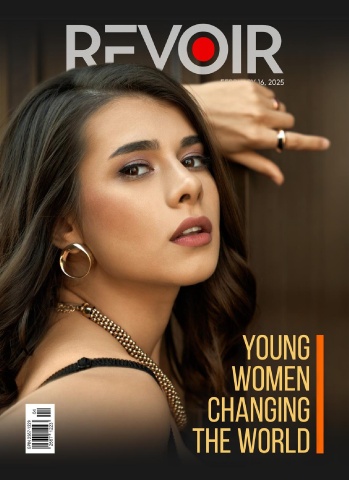 REVOIR
16, 2025
YOUNG
WOMEN
CHANGING
THE WORLD